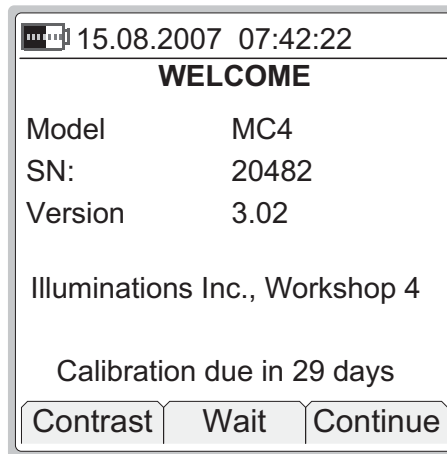 15.08.2007 07:42:22
WELCOME
Model MC4
SN: 20482
Version 3.02
Illuminations Inc., Workshop 4
Calibration due in 29 days
Contrast Wait Continue